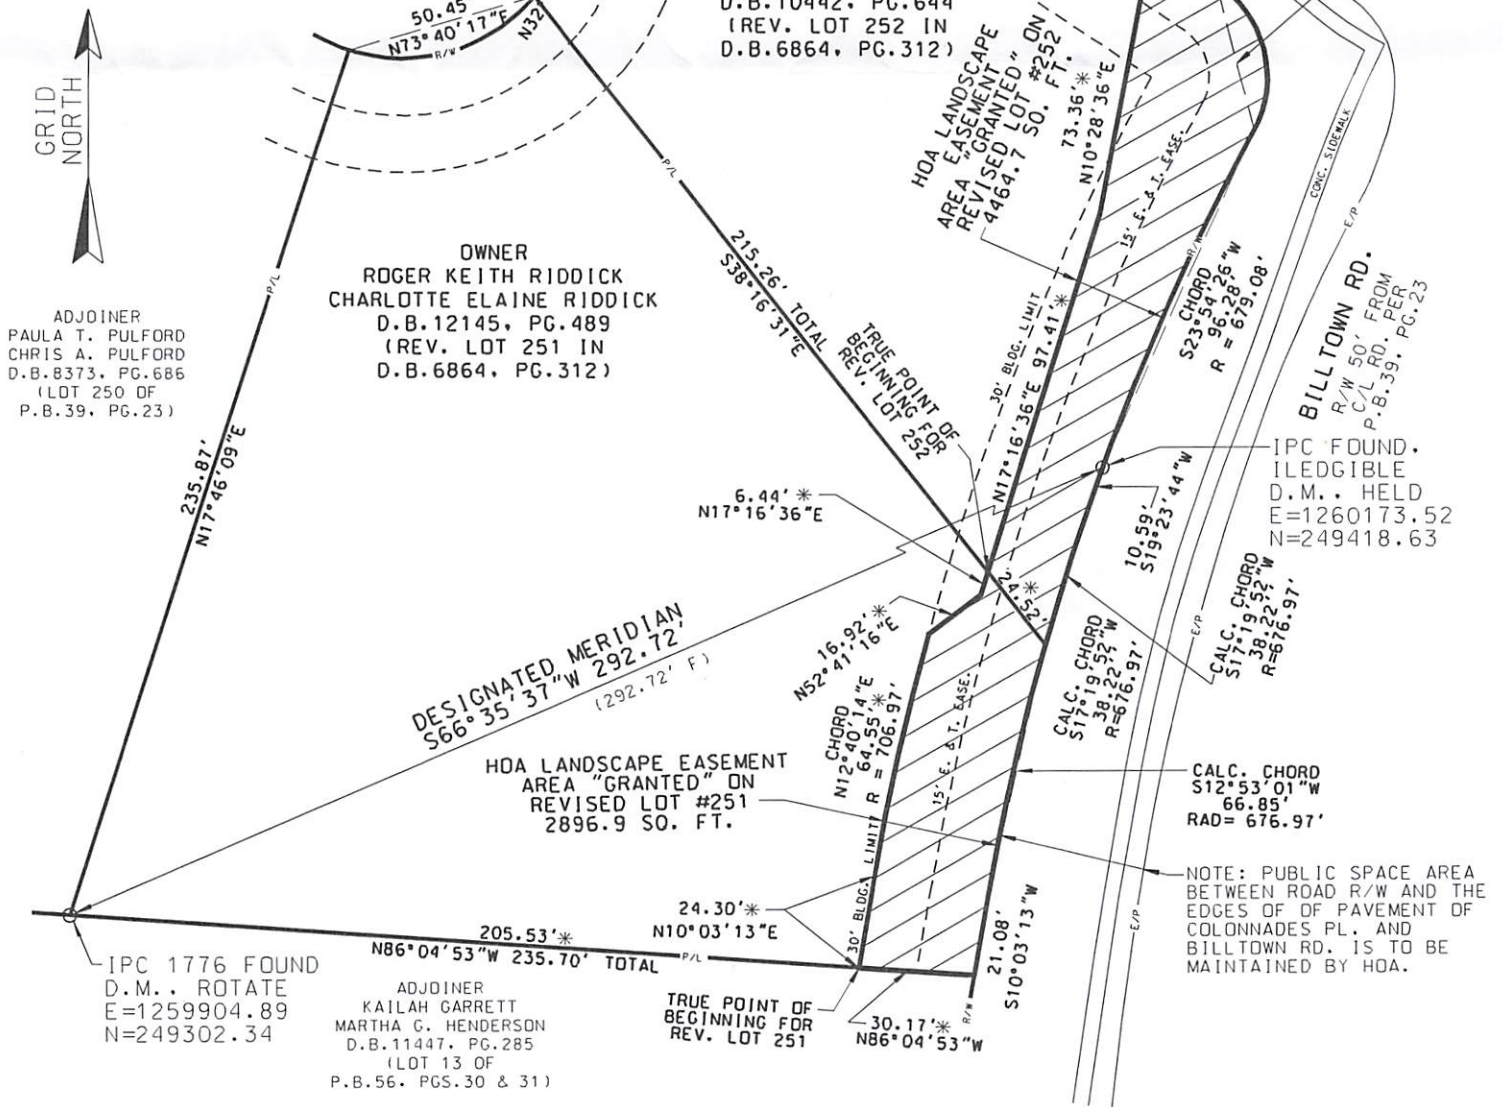 50.45
N73°40'17"E
R/W
N32
D.B.10442, PG.644
(REV. LOT 252 IN
D.B.6864, PG.312)
GRID
NORTH
HOA LANDSCAPE
AREA EASEMENT
"GRANTED" ON
REVISED LOT #252
4464.7 SQ. FT.
73.36'*
N10°28'36"E
15' E. & T. EASE.
CONC. SIDEWALK
E/P
R/W
P/L
OWNER
ROGER KEITH RIDDICK
CHARLOTTE ELAINE RIDDICK
D.B.12145, PG.489
(REV. LOT 251 IN
D.B.6864, PG.312)
P/L
215.26' TOTAL
S38°16'31"E
ADJOINER
PAULA T. PULFORD
CHRIS A. PULFORD
D.B.8373, PG.686
(LOT 250 OF
P.B.39, PG.23)
TRUE POINT OF
BEGINNING FOR
REV. LOT 252
30' BLDG. LIMIT
N17°16'36"E 97.41'*
CHORD
S23°54'26"W
96.28'
R = 679.08'
BILLTOWN RD.
R/W 50' FROM
C/L RD. PER
P.B.39, PG.23
235.87'
N17°46'09"E
IPC FOUND.
ILEDGIBLE
D.M.. HELD
E=1260173.52
N=249418.63
6.44'*
N17°16'36"E
10.59'
S19°23'44"W
24.52'*
16.92'*
N52°41'16"E
CALC. CHORD
S17°19'52"W
38.22'
R=676.97'
CALC. CHORD
S17°19'52"W
38.22'
R=676.97'
E/P
DESIGNATED MERIDIAN
S66°35'37"W 292.72'
(292.72' F)
CHORD
N12°40'14"E
64.55'*
R = 706.97'
15' E. & T. EASE.
HOA LANDSCAPE EASEMENT
AREA "GRANTED" ON
REVISED LOT #251
2896.9 SQ. FT.
CALC. CHORD
S12°53'01"W
66.85'
RAD= 676.97'
30' BLDG. LIMIT
NOTE: PUBLIC SPACE AREA
BETWEEN ROAD R/W AND THE
EDGES OF OF PAVEMENT OF
COLONNADES PL. AND
BILLTOWN RD. IS TO BE
MAINTAINED BY HOA.
E/P
24.30'*
N10°03'13"E
21.08'
S10°03'13"W
205.53'*
N86°04'53"W 235.70' TOTAL
P/L
IPC 1776 FOUND
D.M.. ROTATE
E=1259904.89
N=249302.34
ADJOINER
KAILAH GARRETT
MARTHA G. HENDERSON
D.B.11447, PG.285
(LOT 13 OF
P.B.56, PGS.30 & 31)
TRUE POINT OF
BEGINNING FOR
REV. LOT 251
30.17'*
N86°04'53"W
R/W